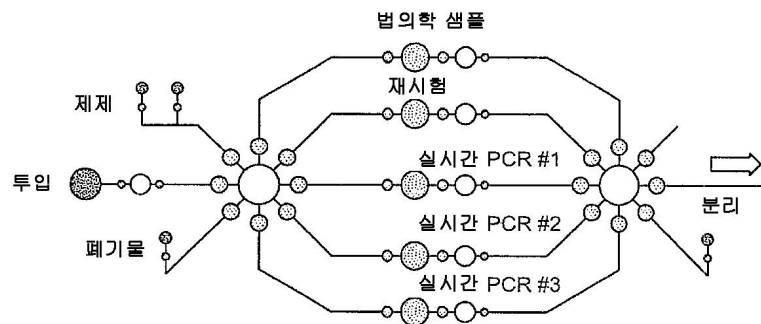 법의학 샘플
재시험
제제
실시간 PCR #1
투입
분리
실시간 PCR #2
폐기물
실시간 PCR #3